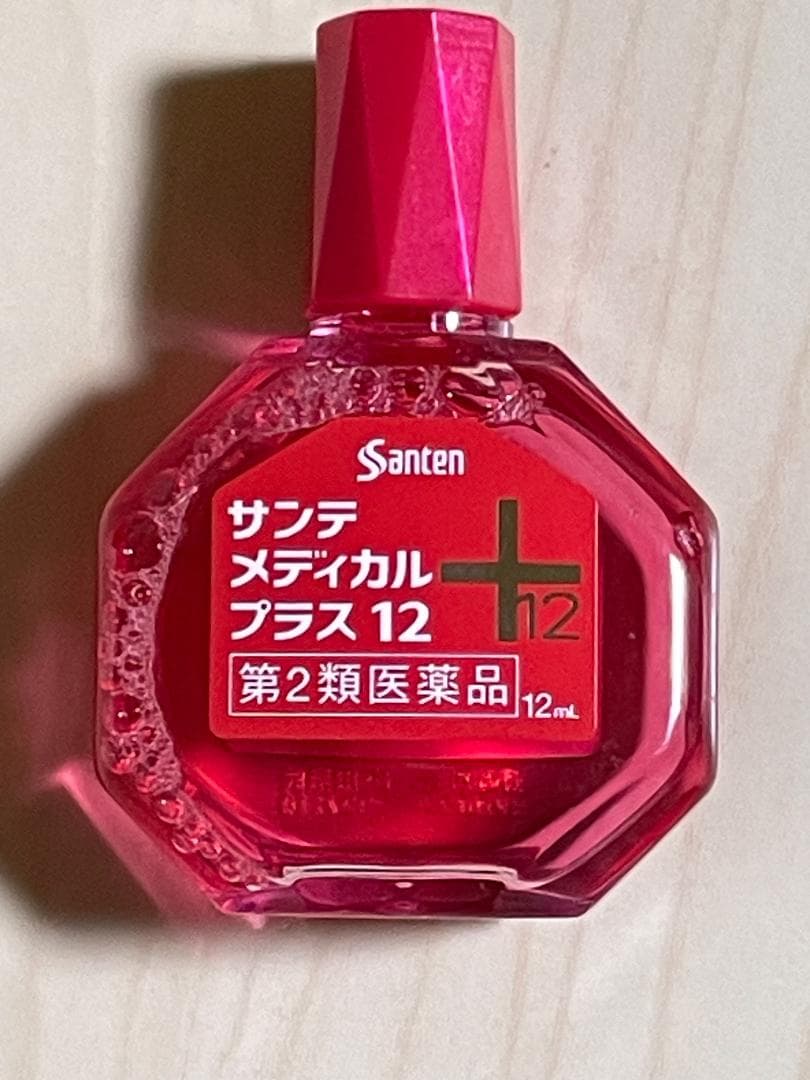 Santen
サンテ
メディカル
プラス 12
+12
第2類医薬品
12mL